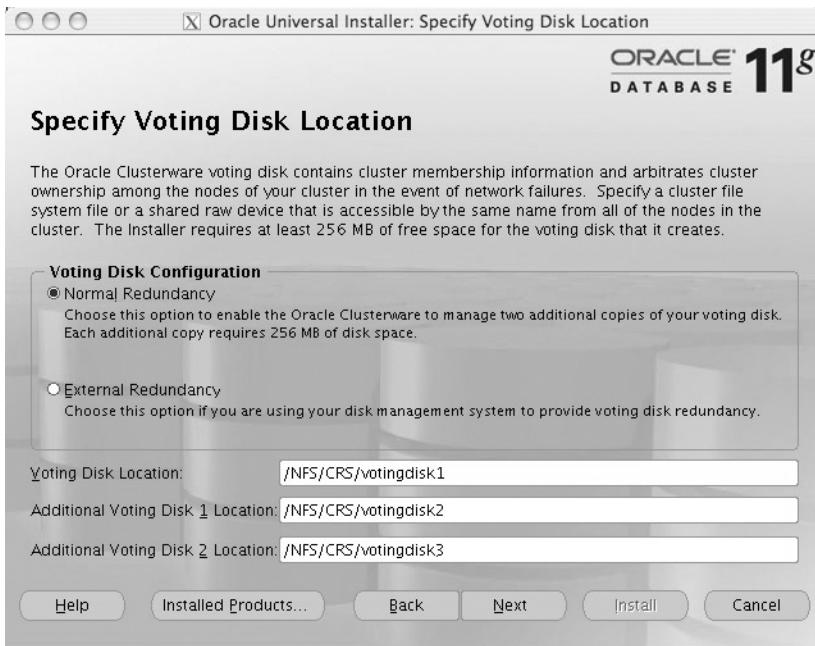 Oracle Universal Installer: Specify Voting Disk Location
ORACLE
DATABASE
11g
Specify Voting Disk Location
The Oracle Clusterware voting disk contains cluster membership information and arbitrates cluster
ownership among the nodes of your cluster in the event of network failures. Specify a cluster file
system file or a shared raw device that is accessible by the same name from all of the nodes in the
cluster. The Installer requires at least 256 MB of free space for the voting disk that it creates.
Voting Disk Configuration
Normal Redundancy
Choose this option to enable the Oracle Clusterware to manage two additional copies of your voting disk.
Each additional copy requires 256 MB of disk space.
External Redundancy
Choose this option if you are using your disk management system to provide voting disk redundancy.
Voting Disk Location: /NFS/CRS/votingdisk1
Additional Voting Disk 1 Location: /NFS/CRS/votingdisk2
Additional Voting Disk 2 Location: /NFS/CRS/votingdisk3
Help Installed Products... Back Next Install Cancel